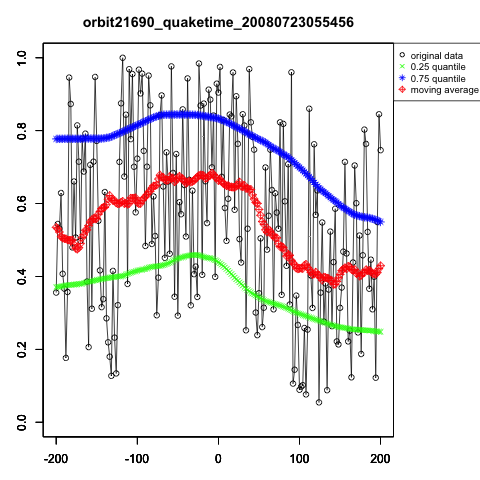 orbit21690_quaketime_20080723055456
original data
0.25 quantile
0.75 quantile
moving average
1.0
0.8
0.6
0.4
0.2
0.0
-200 -100 0 100 200